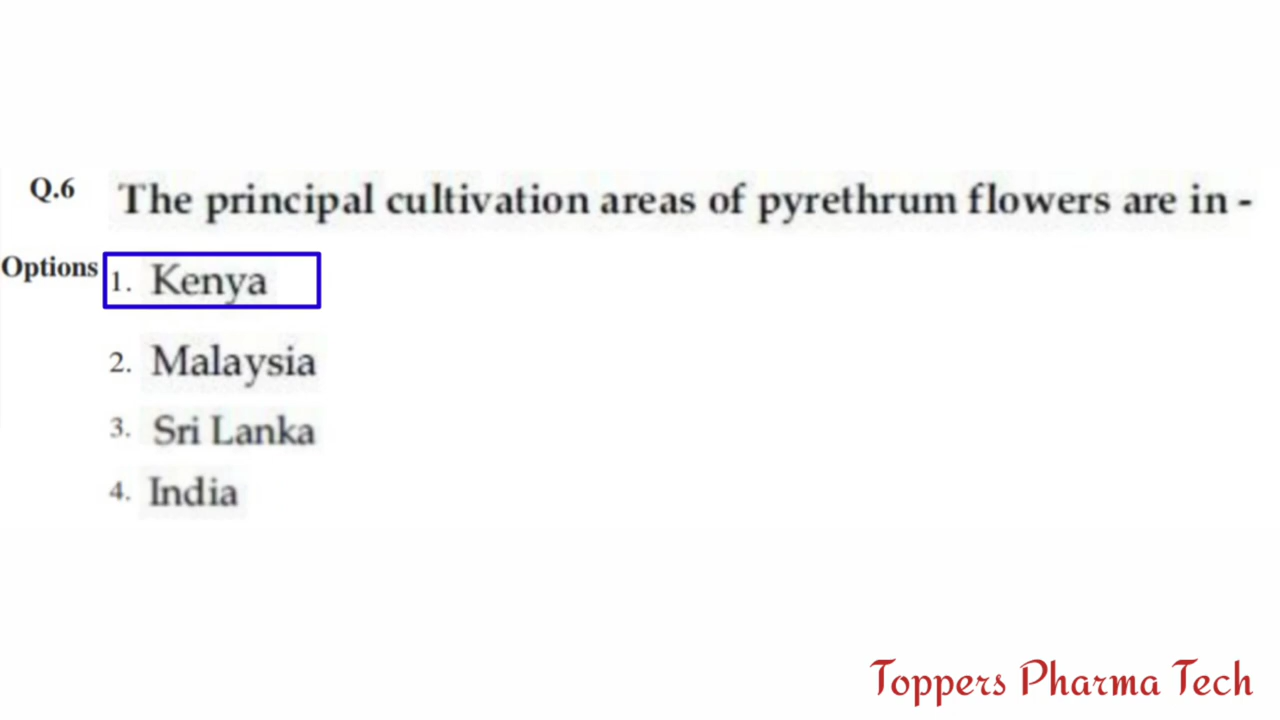 Q.6 The principal cultivation areas of pyrethrum flowers are in -
Options 1. Kenya
2. Malaysia
3. Sri Lanka
4. India
Toppers Pharma Tech